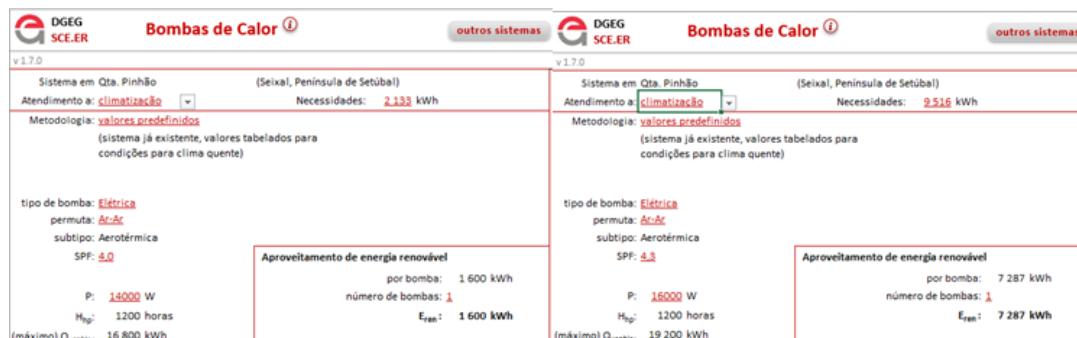 DGEG
SCE.ER
Bombas de Calor i
outros sistemas
v 1.7.0
Sistema em Qta. Pinhão (Seixal, Península de Setúbal)
Atendimento a: climatização Necessidades: 2 133 kWh
Metodologia: valores predefinidos
(sistema já existente, valores tabelados para
condições para clima quente)
tipo de bomba: Elétrica
permuta: Ar-Ar
subtipo: Aerotérmica
SPF: 4.0
Aproveitamento de energia renovável
por bomba: 1 600 kWh
P: 14000 W
número de bombas: 1
Hhp: 1200 horas
Eren: 1 600 kWh
16 800 kWh
DGEG
SCE.ER
Bombas de Calor i
outros sistemas
v 1.7.0
Sistema em Qta. Pinhão (Seixal, Península de Setúbal)
Atendimento a: climatização Necessidades: 9 516 kWh
Metodologia: valores predefinidos
(sistema já existente, valores tabelados para
condições para clima quente)
tipo de bomba: Elétrica
permuta: Ar-Ar
subtipo: Aerotérmica
SPF: 4.3
Aproveitamento de energia renovável
por bomba: 7 287 kWh
P: 16000 W
número de bombas: 1
Hhp: 1200 horas
Eren: 7 287 kWh
19 200 kWh